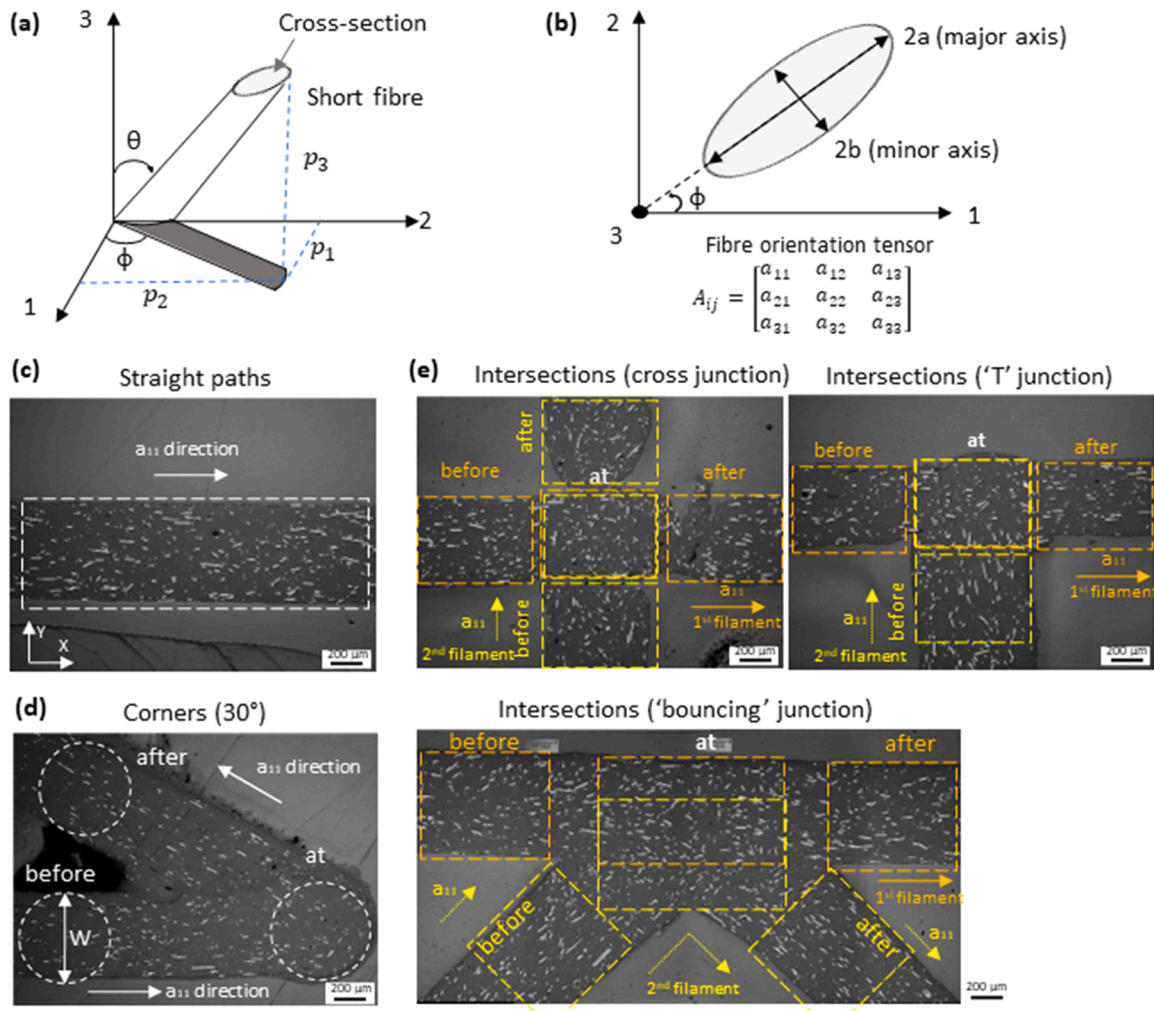 (a)
3
Cross-section
Short fibre
θ
p₃
2
ϕ
p₁
p₂
1
(b)
2
2a (major axis)
2b (minor axis)
ϕ
3
1
Fibre orientation tensor
Aᵢⱼ = [a₁₁ a₁₂ a₁₃
a₂₁ a₂₂ a₂₃
a₃₁ a₃₂ a₃₃]
(c)
Straight paths
a₁₁ direction
Y
X
200 µm
(d)
Corners (30°)
after
a₁₁ direction
at
before
W
a₁₁ direction
200 µm
(e)
Intersections (cross junction)
after
before
at
after
a₁₁
before
a₁₁
1st filament
2nd filament
200 µm
Intersections ('T' junction)
before
at
after
a₁₁
1st filament
a₁₁
before
2nd filament
200 µm
Intersections ('bouncing' junction)
before
at
after
a₁₁
before
1st filament
a₁₁
after
2nd filament
200 µm